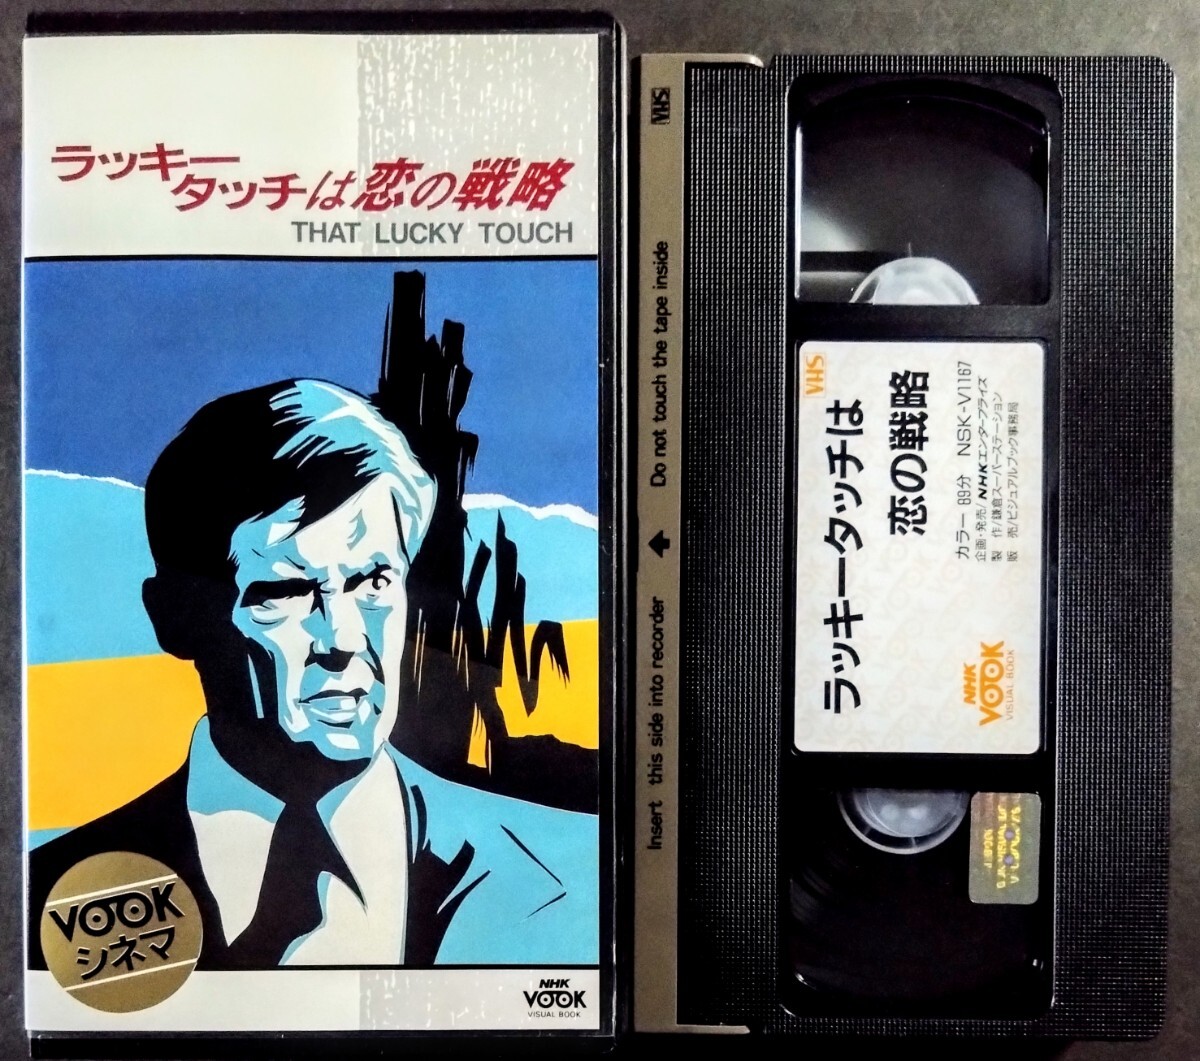 ラッキー
タッチは恋の戦略
THAT LUCKY TOUCH
VOOK
シネマ
NHK
VOOK
VISUAL BOOK
VHS
Insert this side into recorder
Do not touch the tape inside
VHS
ラッキータッチは
恋の戦略
カラー 89分 NSK-V1167
企画・発売/NHKエンタープライズ
製 作/鎌倉スーパーステーション
販 売/ビジュアルブック事務局
NHK
VOOK
VISUAL BOOK